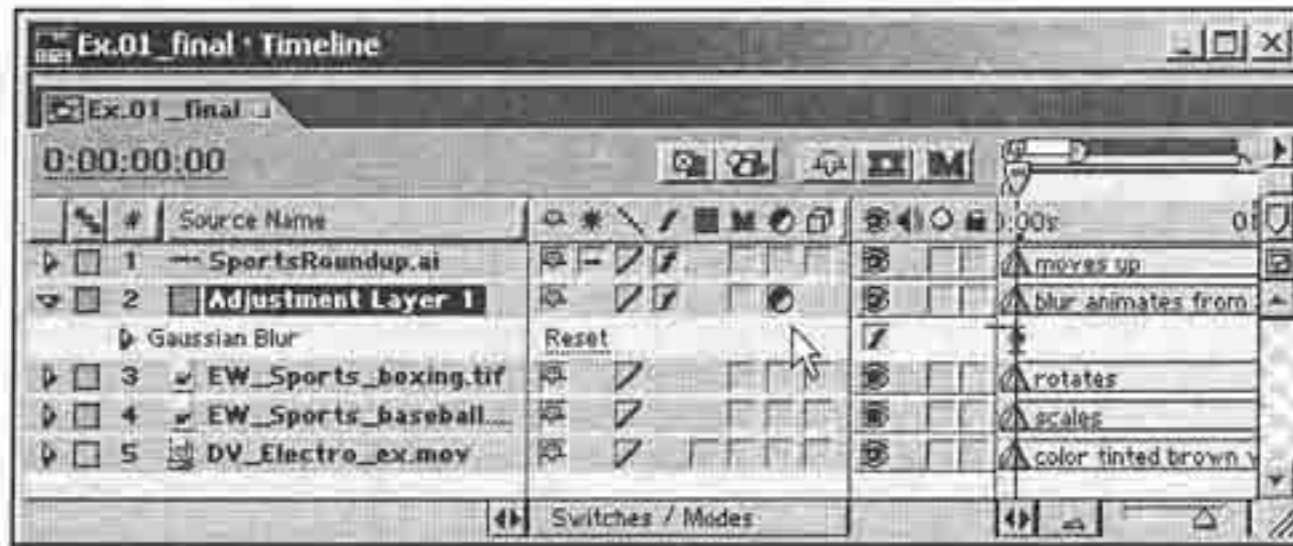 Ex.01_final • Timeline
Ex.01_final
0:00:00:00
# Source Name 0:00s
1 SportsRoundup.ai moves up
2 Adjustment Layer 1 blur animates from
Gaussian Blur Reset
3 EW_Sports_boxing.tif rotates
4 EW_Sports_baseball.... scales
5 DV_Electro_ex.mov color tinted brown
Switches / Modes